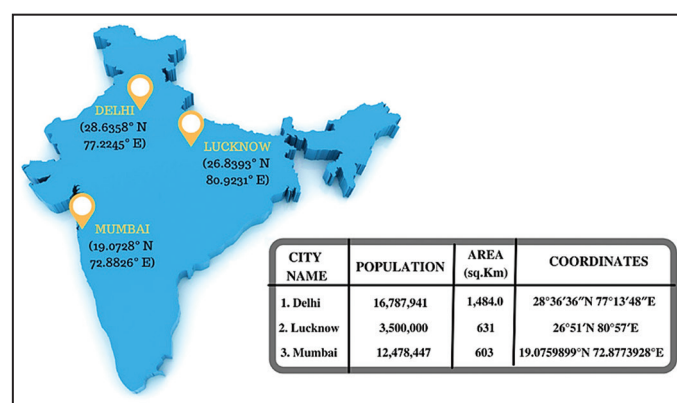 DELHI
(28.6358° N
77.2245° E)
LUCKNOW
(26.8393° N
80.9231° E)
MUMBAI
(19.0728° N
72.8826° E)
CITY NAME POPULATION AREA (sq.Km) COORDINATES
1. Delhi 16,787,941 1,484.0 28°36′36″N 77°13′48″E
2. Lucknow 3,500,000 631 26°51′N 80°57′E
3. Mumbai 12,478,447 603 19.0759899°N 72.8773928°E